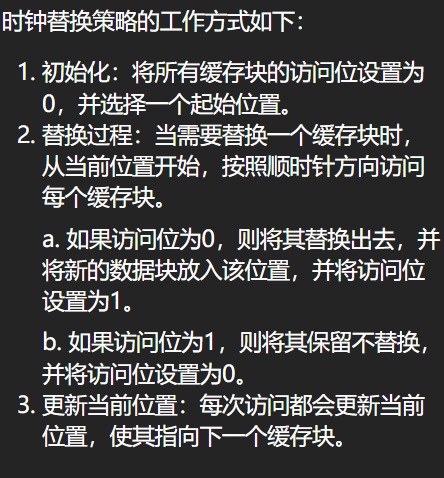 时钟替换策略的工作方式如下：
1. 初始化：将所有缓存块的访问位设置为
0，并选择一个起始位置。
2. 替换过程：当需要替换一个缓存块时，
从当前位置开始，按照顺时针方向访问
每个缓存块。
a. 如果访问位为0，则将其替换出去，并
将新的数据块放入该位置，并将访问位
设置为1。
b. 如果访问位为1，则将其保留不替换，
并将访问位设置为0。
3. 更新当前位置：每次访问都会更新当前
位置，使其指向下一个缓存块。